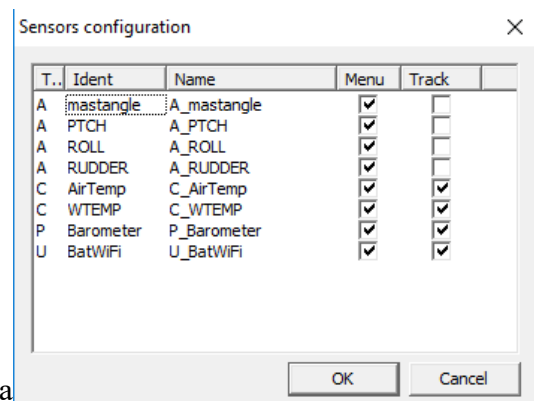 Sensors configuration
T.. Ident Name Menu Track
A mastangle A_mastangle
A PTCH A_PTCH
A ROLL A_ROLL
A RUDDER A_RUDDER
C AirTemp C_AirTemp
C WTEMP C_WTEMP
P Barometer P_Barometer
U BatWiFi U_BatWiFi
OK Cancel
a